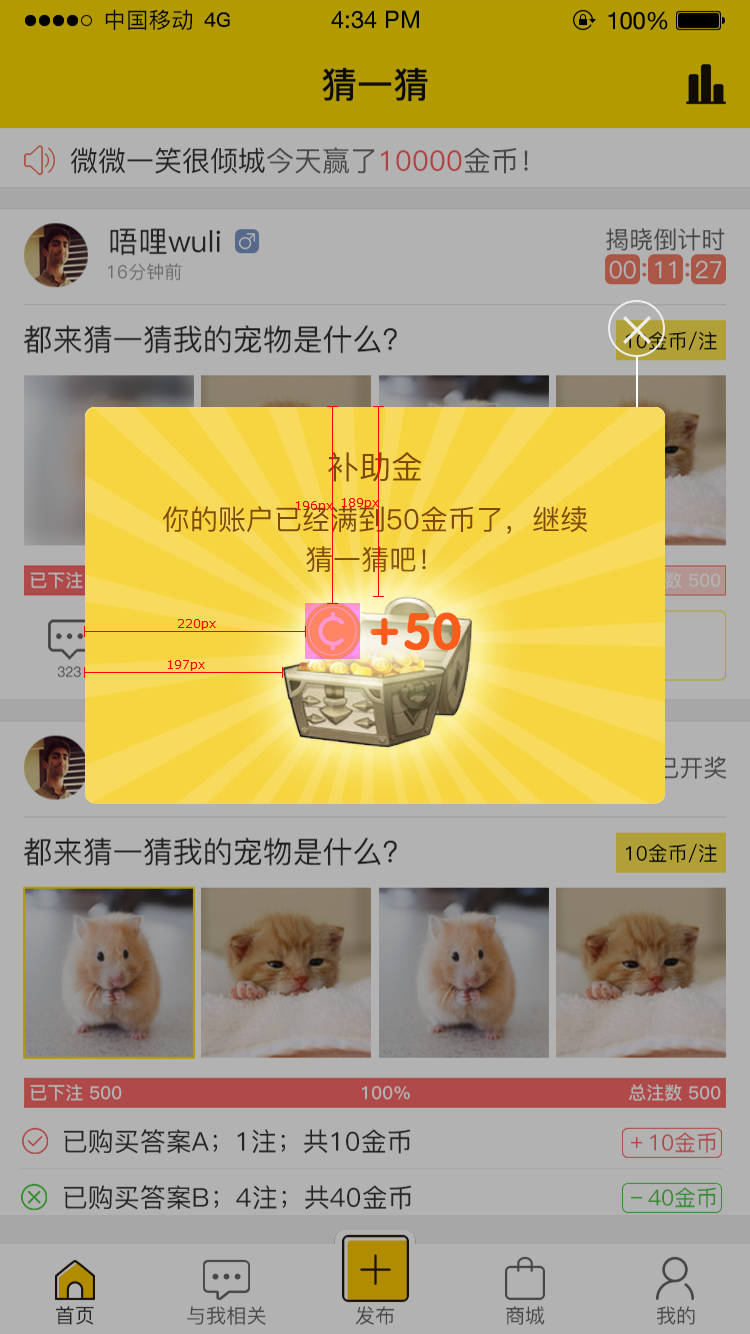 中国移动 4G 4:34 PM 100%
猜一猜
微微一笑很倾城今天赢了10000金币！
唔哩wuli
16分钟前
揭晓倒计时
00:11:27
都来猜一猜我的宠物是什么？
10金币/注
补助金
196px 189px
你的账户已经满到50金币了，继续
猜一猜吧！
已下注
数 500
220px
+50
197px
323
已开奖
都来猜一猜我的宠物是什么？
10金币/注
已下注 500 100% 总注数 500
已购买答案A；1注；共10金币
+10金币
已购买答案B；4注；共40金币
-40金币
首页 与我相关 发布 商城 我的